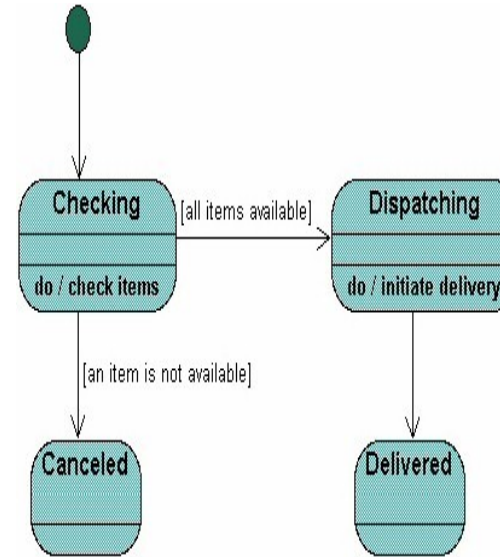 Checking
[all items available]
Dispatching
do / check items
do / initiate delivery
[an item is not available]
Canceled
Delivered